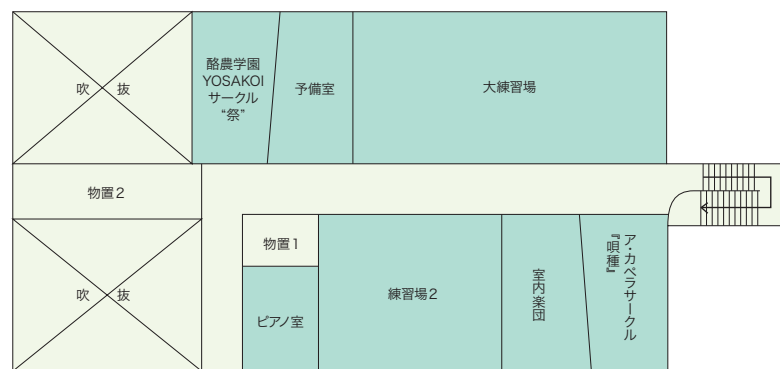 吹 抜
酪農学園
YOSAKOI
サークル
“祭”
予備室
大練習場
物置2
吹 抜
物置1
ピアノ室
練習場2
室内楽団
ア・カペラサークル
『唄種』